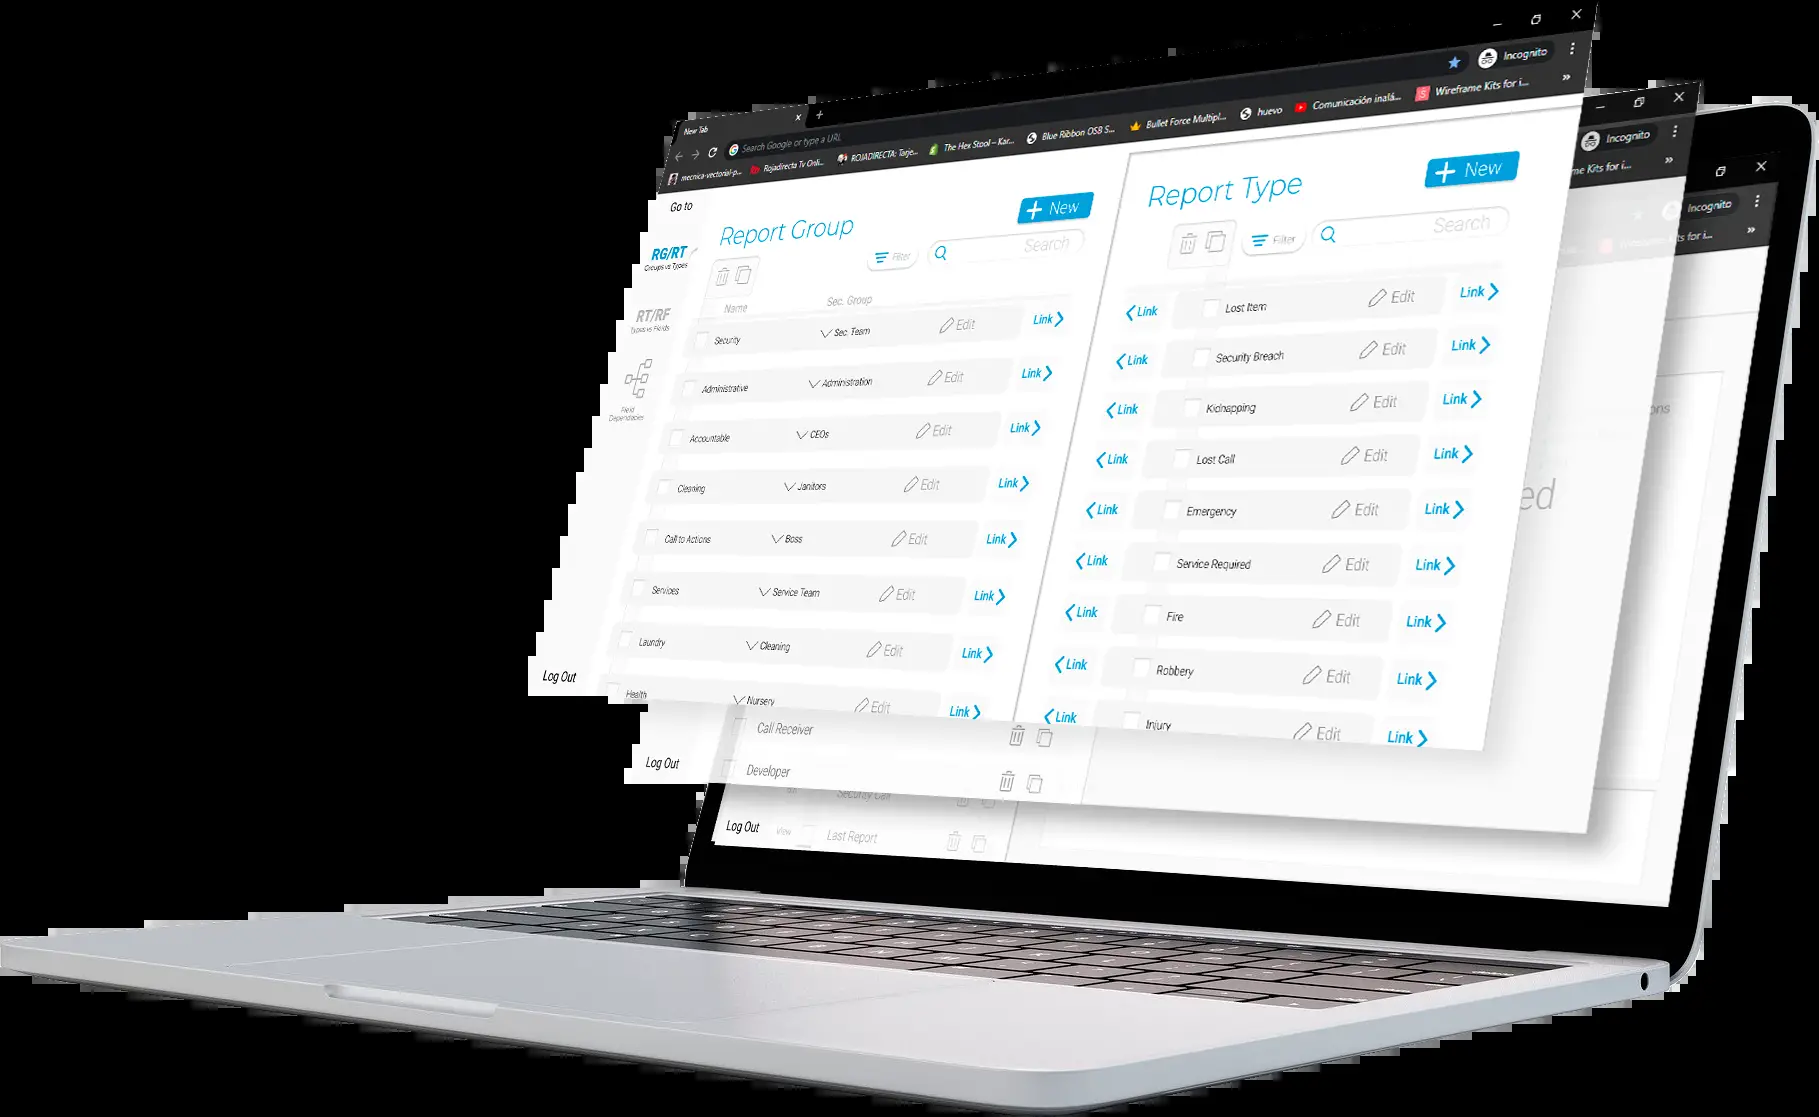 New Tab
Incognito
Search Google or type a URL
mecnica-vectorial-p...
Rojadirecta Tv Onli...
ROJADIRECTA: Tarje...
The Hex Stool – Kar...
Blue Ribbon OSB S...
Bullet Force Multipl...
huevo
Comunicación inalá...
Wireframe Kits for i...
Go to
RG/RT
Groups vs Types
RT/RF
Types vs Fields
Field
Dependacies
Log Out
Report Group
+ New
Filter
Search
Name
Sec. Group
Security
Sec. Team
Edit
Link
Administrative
Administration
Edit
Link
Accountable
CEOs
Edit
Link
Cleaning
Janitors
Edit
Link
Call to Actions
Boss
Edit
Link
Services
Service Team
Edit
Link
Laundry
Cleaning
Edit
Link
Health
Nursery
Edit
Link
Report Type
+ New
Filter
Search
Link
Lost Item
Edit
Link
Link
Security Breach
Edit
Link
Link
Kidnapping
Edit
Link
Link
Lost Call
Edit
Link
Link
Emergency
Edit
Link
Link
Service Required
Edit
Link
Link
Fire
Edit
Link
Link
Robbery
Edit
Link
Link
Injury
Edit
Link
Incognito
me Kits for i...
Call Receiver
Developer
Log Out
Incognito
Wireframe Kits for i...
ons
ed
Security Call
Log Out
View
Last Report